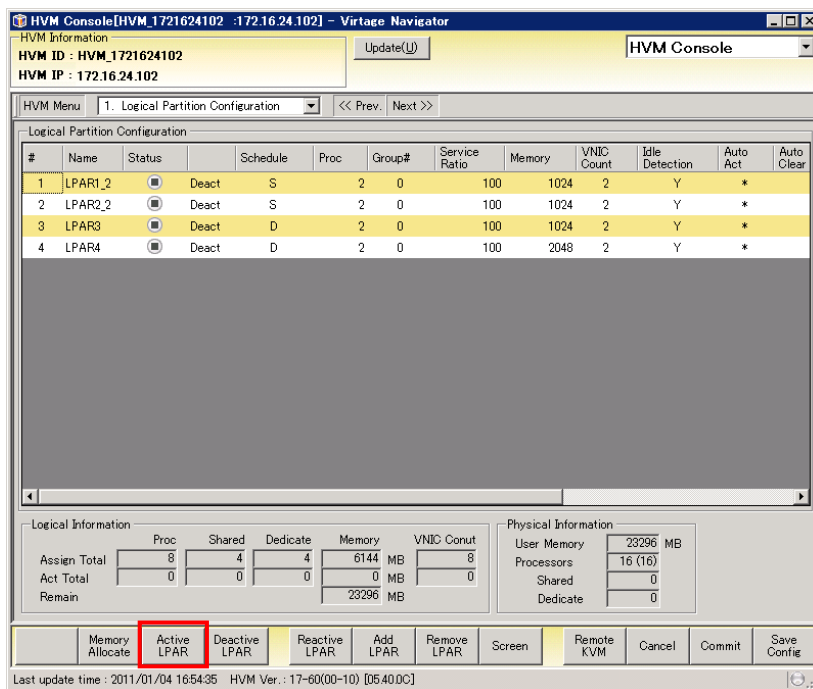 HVM Console[HVM_1721624102 :172.16.24.102] - Virtage Navigator
HVM Information
HVM ID : HVM_1721624102
HVM IP : 172.16.24.102
Update(U)
HVM Console
HVM Menu 1. Logical Partition Configuration << Prev. Next >>
Logical Partition Configuration
# Name Status Schedule Proc Group# Service Ratio Memory VNIC Count Idle Detection Auto Act Auto Clear
1 LPAR1_2 Deact S 2 0 100 1024 2 Y *
2 LPAR2_2 Deact S 2 0 100 1024 2 Y *
3 LPAR3 Deact D 2 0 100 1024 2 Y *
4 LPAR4 Deact D 2 0 100 2048 2 Y *
Logical Information
Proc Shared Dedicate Memory VNIC Conut
Assign Total 8 4 4 6144 MB 8
Act Total 0 0 0 0 MB 0
Remain 23296 MB
Physical Information
User Memory 23296 MB
Processors 16 (16)
Shared 0
Dedicate 0
Memory Allocate Active LPAR Deactive LPAR Reactive LPAR Add LPAR Remove LPAR Screen Remote KVM Cancel Commit Save Config
Last update time : 2011/01/04 16:54:35 HVM Ver. : 17-60(00-10) [05.40.0C]